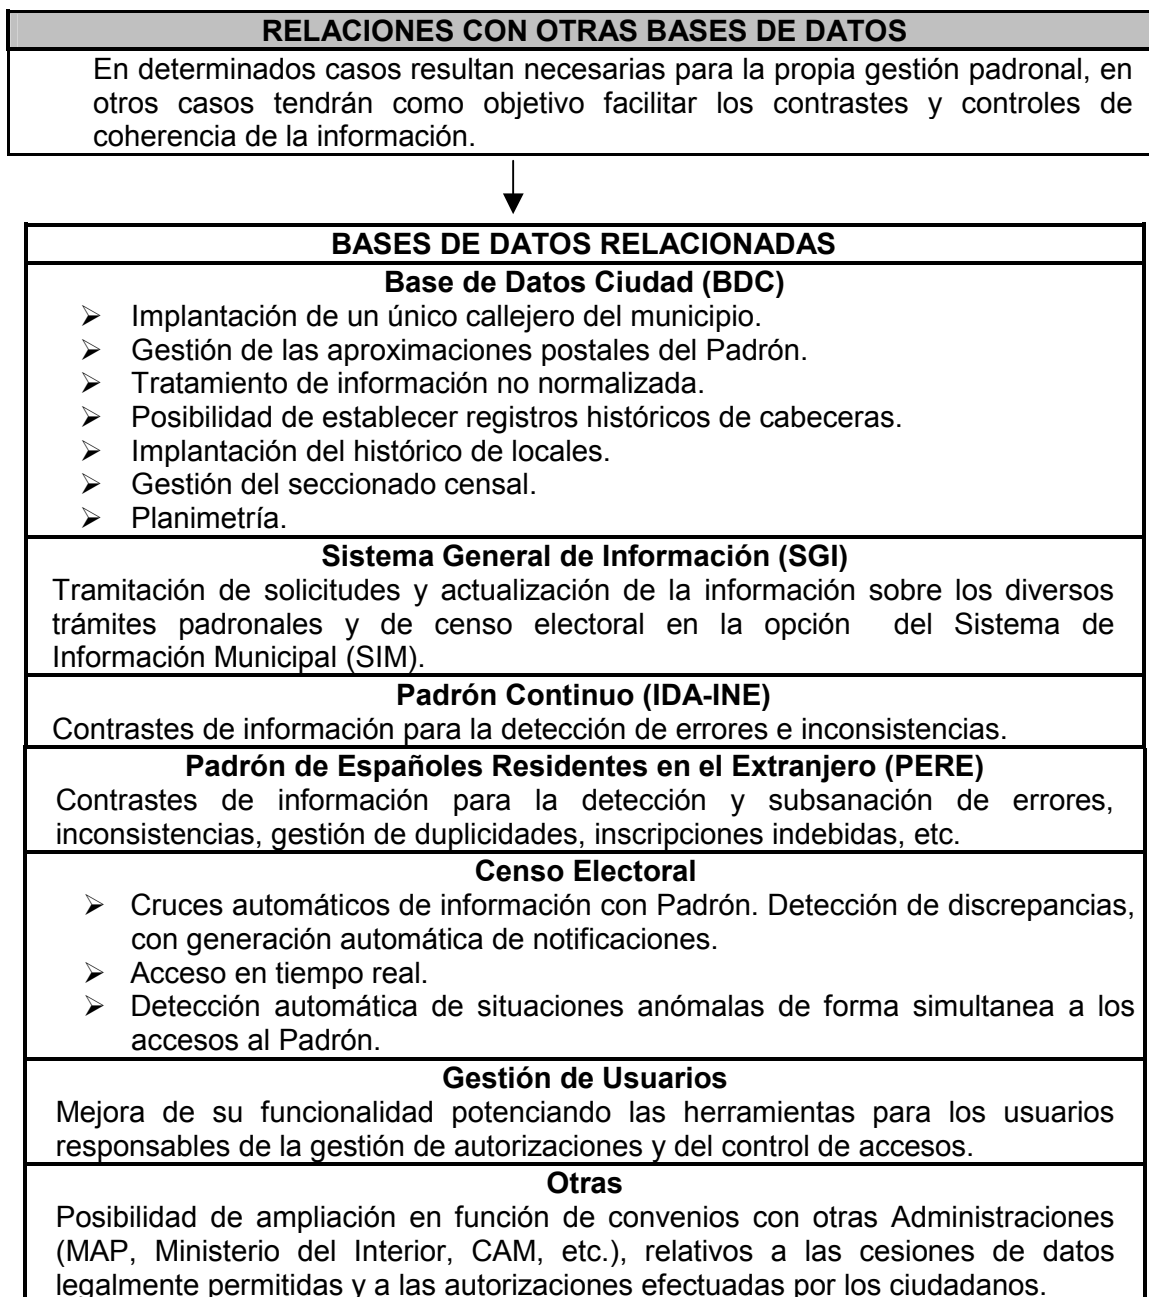 RELACIONES CON OTRAS BASES DE DATOS
En determinados casos resultan necesarias para la propia gestión padronal, en
otros casos tendrán como objetivo facilitar los contrastes y controles de
coherencia de la información.
BASES DE DATOS RELACIONADAS
Base de Datos Ciudad (BDC)
➢ Implantación de un único callejero del municipio.
➢ Gestión de las aproximaciones postales del Padrón.
➢ Tratamiento de información no normalizada.
➢ Posibilidad de establecer registros históricos de cabeceras.
➢ Implantación del histórico de locales.
➢ Gestión del seccionado censal.
➢ Planimetría.
Sistema General de Información (SGI)
Tramitación de solicitudes y actualización de la información sobre los diversos
trámites padronales y de censo electoral en la opción del Sistema de
Información Municipal (SIM).
Padrón Continuo (IDA-INE)
Contrastes de información para la detección de errores e inconsistencias.
Padrón de Españoles Residentes en el Extranjero (PERE)
Contrastes de información para la detección y subsanación de errores,
inconsistencias, gestión de duplicidades, inscripciones indebidas, etc.
Censo Electoral
➢ Cruces automáticos de información con Padrón. Detección de discrepancias,
con generación automática de notificaciones.
➢ Acceso en tiempo real.
➢ Detección automática de situaciones anómalas de forma simultanea a los
accesos al Padrón.
Gestión de Usuarios
Mejora de su funcionalidad potenciando las herramientas para los usuarios
responsables de la gestión de autorizaciones y del control de accesos.
Otras
Posibilidad de ampliación en función de convenios con otras Administraciones
(MAP, Ministerio del Interior, CAM, etc.), relativos a las cesiones de datos
legalmente permitidas y a las autorizaciones efectuadas por los ciudadanos.